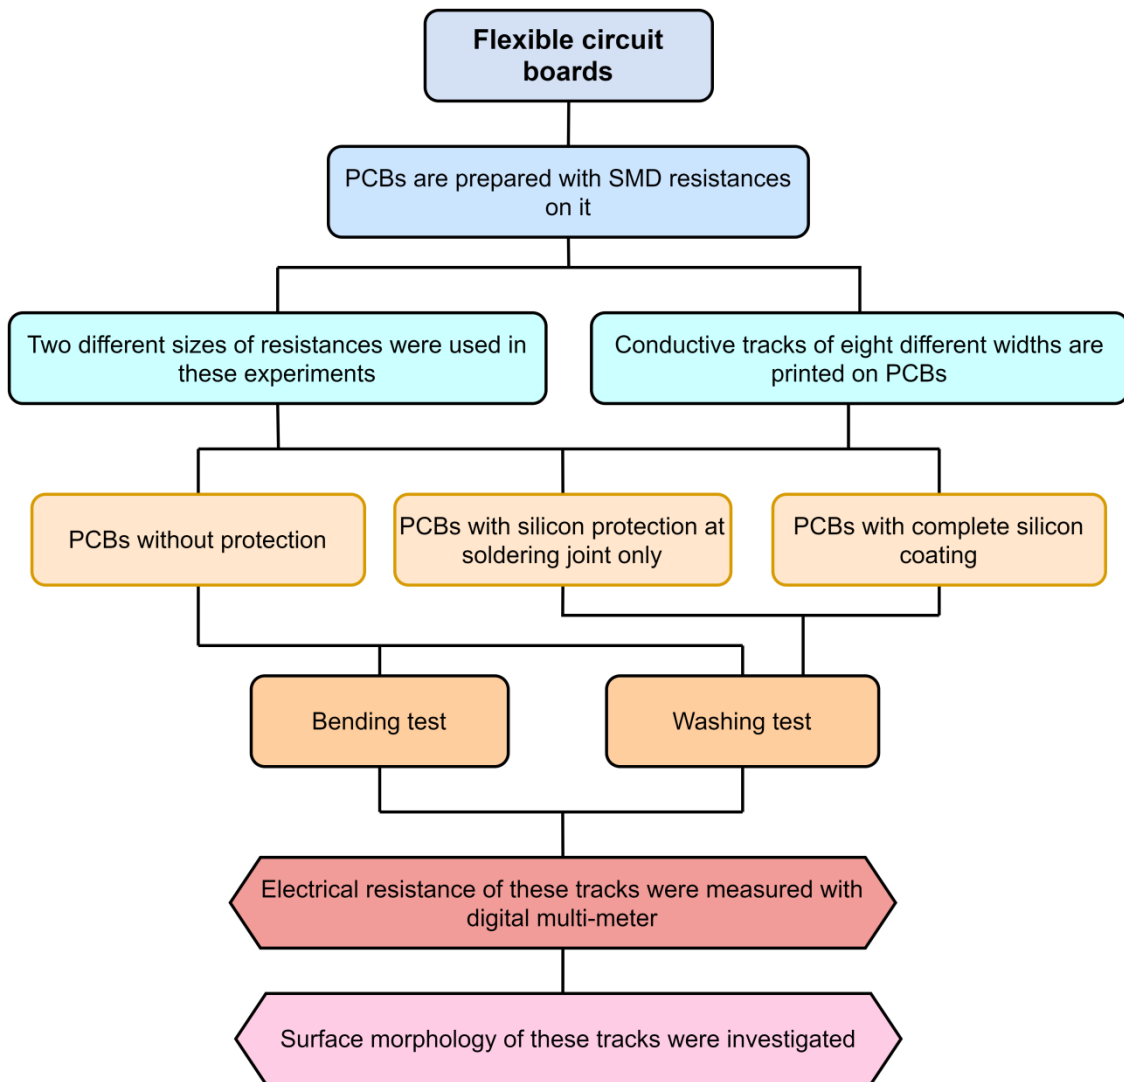 Flexible circuit
boards
PCBs are prepared with SMD resistances
on it
Two different sizes of resistances were used in
these experiments
Conductive tracks of eight different widths are
printed on PCBs
PCBs without protection
PCBs with silicon protection at
soldering joint only
PCBs with complete silicon
coating
Bending test
Washing test
Electrical resistance of these tracks were measured with
digital multi-meter
Surface morphology of these tracks were investigated